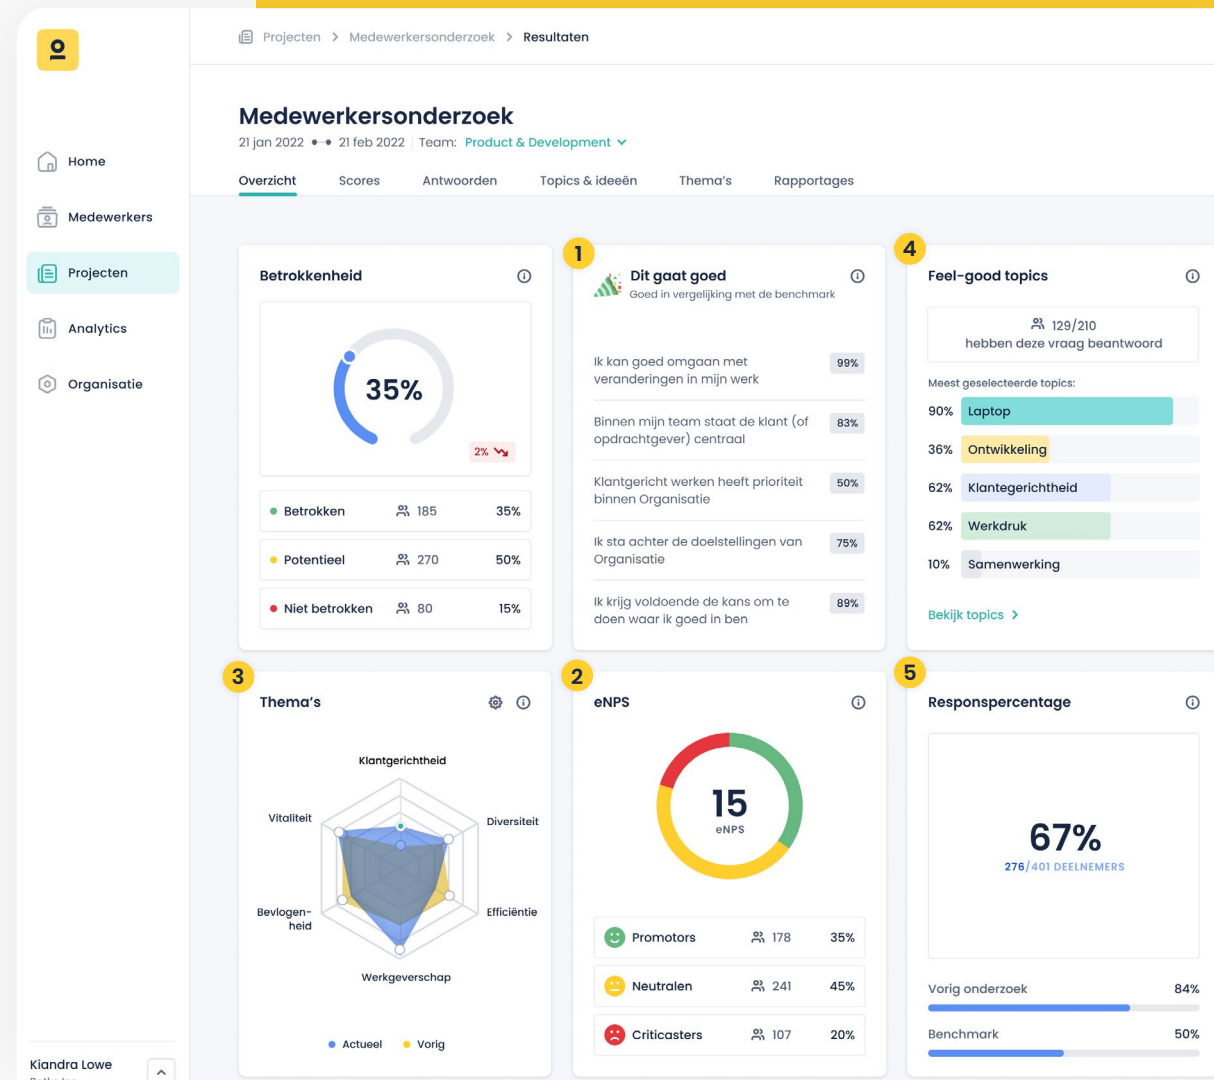 Projecten > Medewerkersonderzoek > Resultaten
Medewerkersonderzoek
21 jan 2022 21 feb 2022 Team: Product & Development
Overzicht Scores Antwoorden Topics & ideeën Thema's Rapportages
Home
Medewerkers
Projecten
Analytics
Organisatie
Kiandra Lowe
Betrokkenheid
35%
2%
Betrokken 185 35%
Potentieel 270 50%
Niet betrokken 80 15%
1
Dit gaat goed
Goed in vergelijking met de benchmark
Ik kan goed omgaan met
veranderingen in mijn werk
99%
Binnen mijn team staat de klant (of
opdrachtgever) centraal
83%
Klantgericht werken heeft prioriteit
binnen Organisatie
50%
Ik sta achter de doelstellingen van
Organisatie
75%
Ik krijg voldoende de kans om te
doen waar ik goed in ben
89%
4
Feel-good topics
129/210
hebben deze vraag beantwoord
Meest geselecteerde topics:
90% Laptop
36% Ontwikkeling
62% Klantegerichtheid
62% Werkdruk
10% Samenwerking
Bekijk topics >
3
Thema's
Klantgerichtheid
Vitaliteit
Diversiteit
Bevlogen-
heid
Efficiëntie
Werkgeverschap
Actueel Vorig
2
eNPS
15
eNPS
Promotors 178 35%
Neutralen 241 45%
Criticasters 107 20%
5
Responspercentage
67%
276/401 DEELNEMERS
Vorig onderzoek 84%
Benchmark 50%